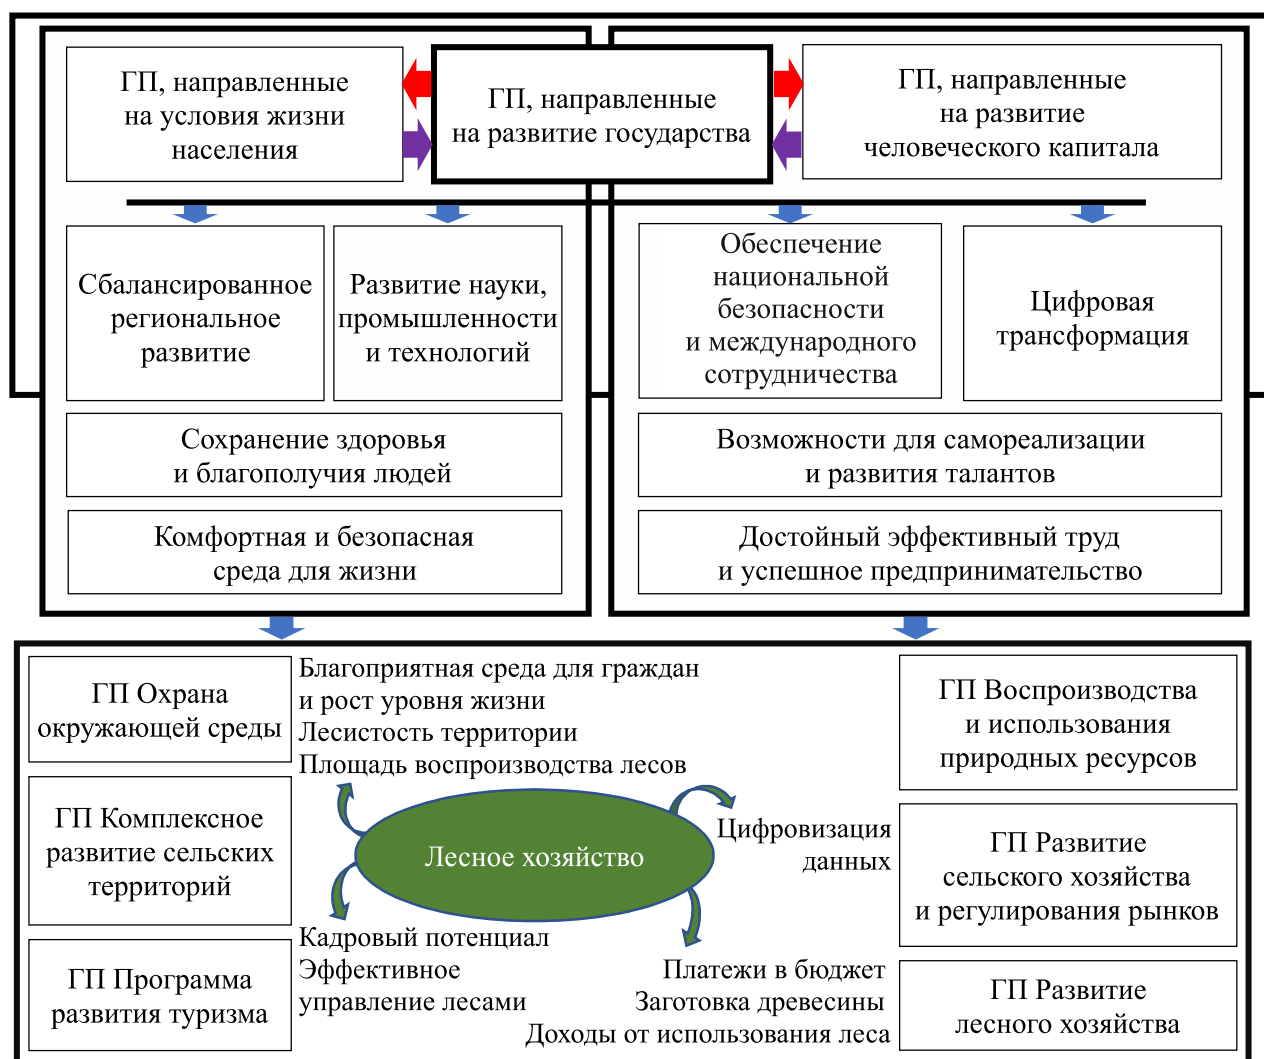 ГП, направленные
на условия жизни
населения
ГП, направленные
на развитие государства
ГП, направленные
на развитие
человеческого капитала
Сбалансированное
региональное
развитие
Развитие науки,
промышленности
и технологий
Обеспечение
национальной
безопасности
и международного
сотрудничества
Цифровая
трансформация
Сохранение здоровья
и благополучия людей
Возможности для самореализации
и развития талантов
Комфортная и безопасная
среда для жизни
Достойный эффективный труд
и успешное предпринимательство
ГП Охрана
окружающей среды
ГП Комплексное
развитие сельских
территорий
ГП Программа
развития туризма
Благоприятная среда для граждан
и рост уровня жизни
Лесистость территории
Площадь воспроизводства лесов
Лесное хозяйство
Цифровизация
данных
Кадровый потенциал
Эффективное
управление лесами
Платежи в бюджет
Заготовка древесины
Доходы от использования леса
ГП Воспроизводства
и использования
природных ресурсов
ГП Развитие
сельского хозяйства
и регулирования рынков
ГП Развитие
лесного хозяйства